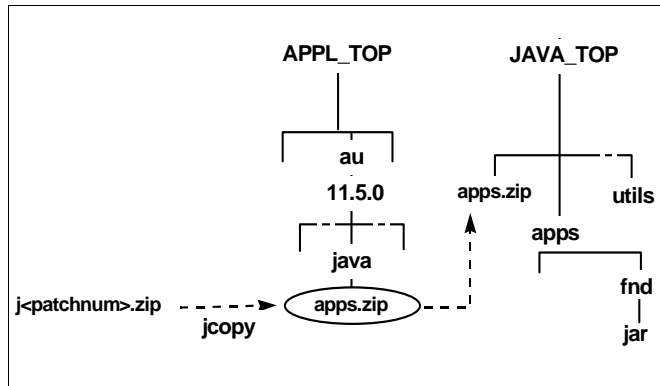 APPL_TOP
JAVA_TOP
au
11.5.0
apps.zip
utils
apps
java
j<patchnum>.zip
jcopy
apps.zip
fnd
jar